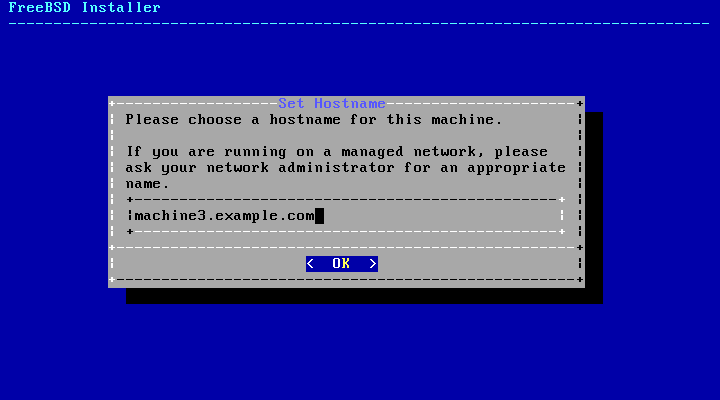 FreeBSD Installer
Set Hostname
Please choose a hostname for this machine.
If you are running on a managed network, please
ask your network administrator for an appropriate
name.
machine3.example.com
< OK >